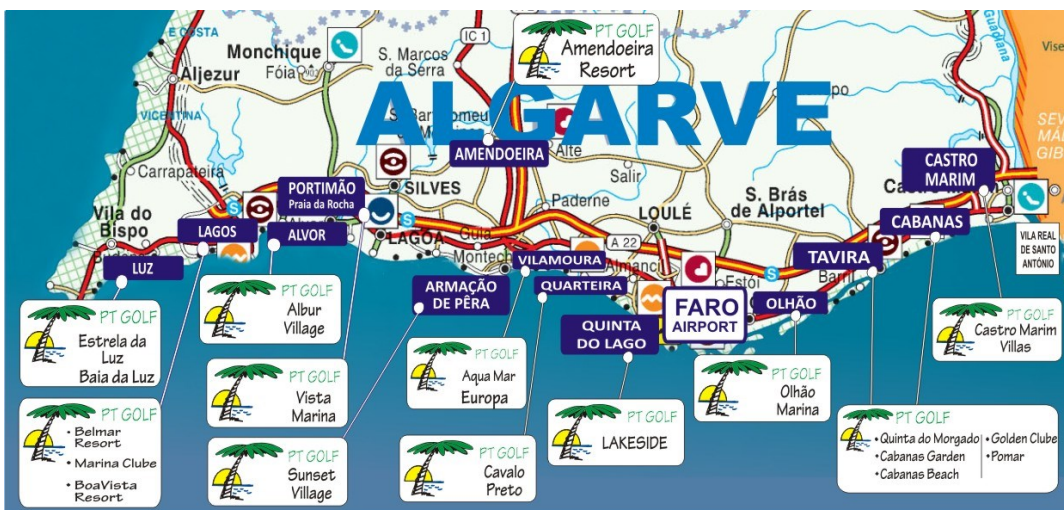 E COSTA
Monchique
Fóia
902
S. Marcos
da Serra
IC 1
PT GOLF
Amendoeira
Resort
Guadiana
Aljezur
ALGARVE
VICENTINA
AMENDOEIRA
Alte
Carrapateira
Salir
CASTRO
MARIM
PORTIMÃO
Praia da Rocha
SILVES
Paderne
S. Brás
de Alportel
Vila do
Bispo
LAGOS
ALVOR
LAGOA
Guia
LOULÉ
A 22
CABANAS
VILA REAL
DE SANTO
ANTÓNIO
LUZ
VILAMOURA
Almancil
Estói
TAVIRA
ARMAÇÃO
DE PÊRA
QUARTEIRA
FARO
AIRPORT
OLHÃO
QUINTA
DO LAGO
PT GOLF
Estrela da
Luz
Baia da Luz
PT GOLF
Albur
Village
PT GOLF
Castro Marim
Villas
PT GOLF
Vista
Marina
PT GOLF
Aqua Mar
Europa
PT GOLF
Olhão
Marina
PT GOLF
• Belmar
Resort
• Marina Clube
• BoaVista
Resort
PT GOLF
Sunset
Village
PT GOLF
Cavalo
Preto
PT GOLF
LAKESIDE
PT GOLF
• Quinta do Morgado
• Cabanas Garden
• Cabanas Beach
• Golden Clube
• Pomar